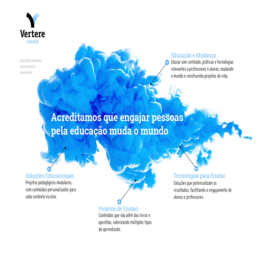 Vertere
Educação e Mudança
Educar com conteúdo, práticas e tecnologias
relevantes a professores e alunos, mudando
o mundo e construindo projetos de vida.
Acreditamos que engajar pessoas
pela educação muda o mundo
Soluções Educacionais
Projetos pedagógicos modulares,
com conteúdos personalizados para
cada contexto escolar.
Tecnologias para Ensino
Soluções que potencializam os
resultados, facilitando o engajamento de
alunos e professores.
Projetos de Ensino
Conteúdos que vão além dos livros e
apostilas, valorizando múltiplos tipos
de aprendizado.